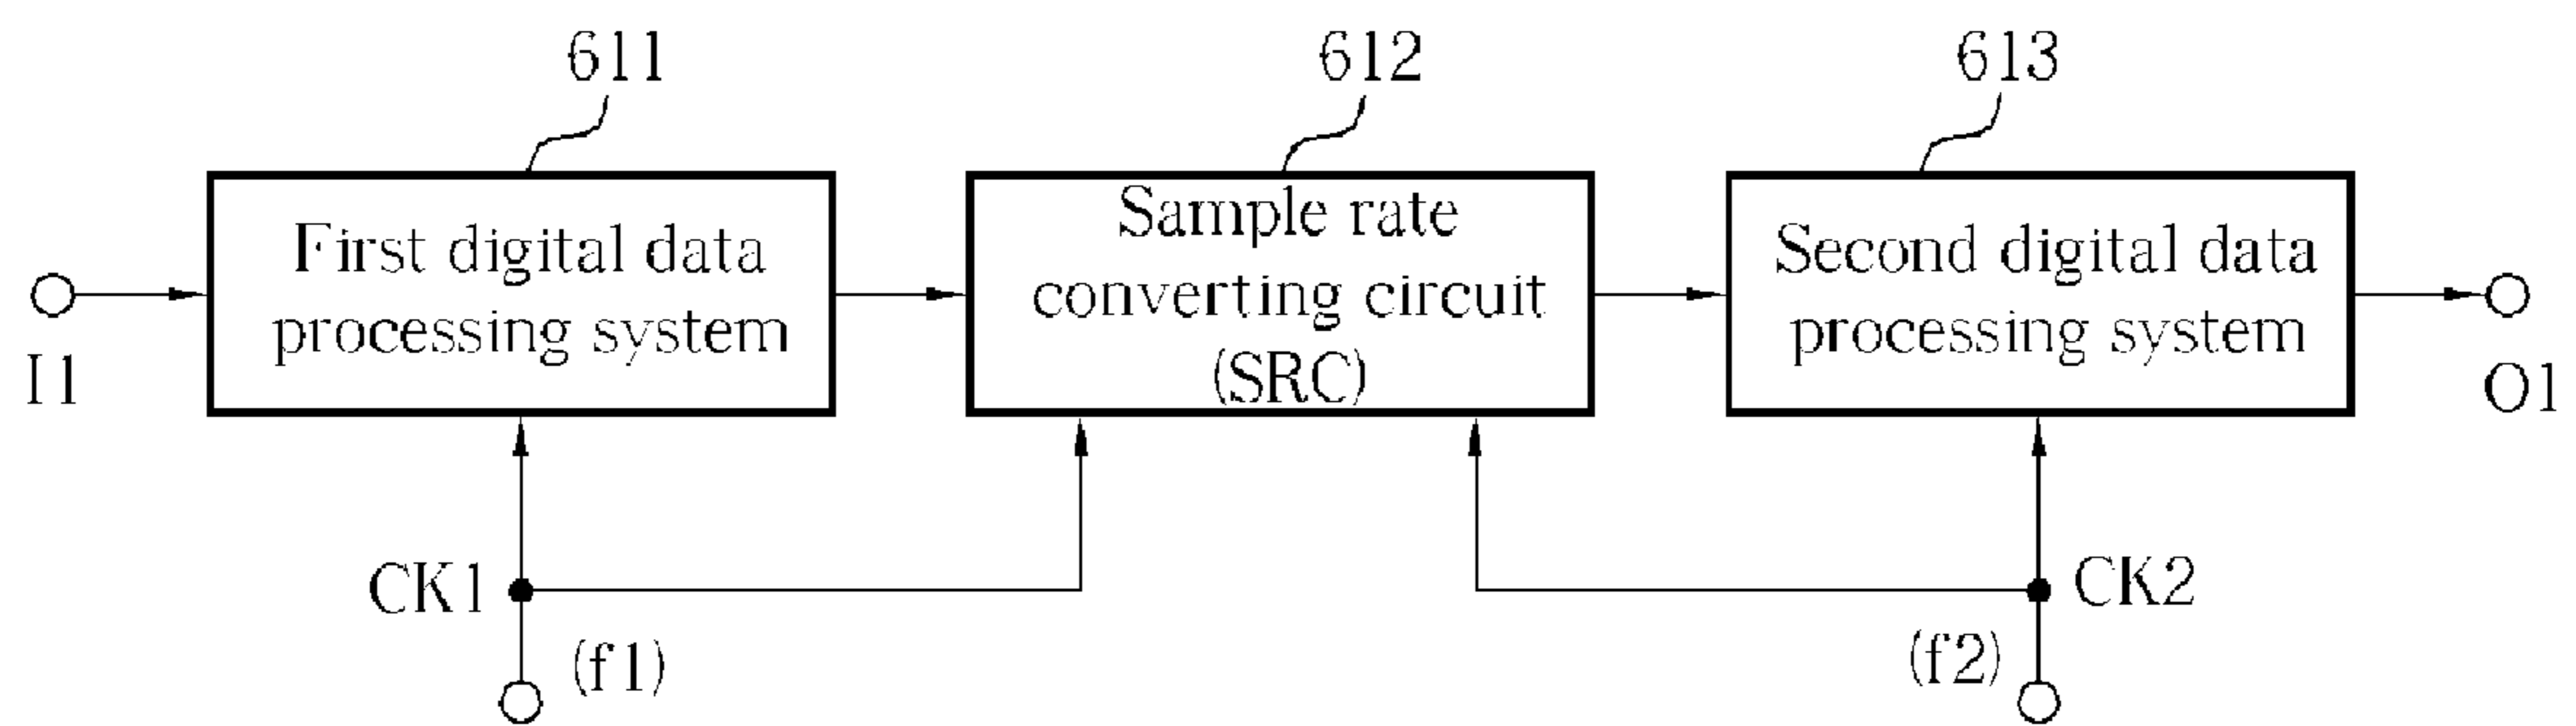 611
612
613
First digital data
processing system
Sample rate
converting circuit
(SRC)
Second digital data
processing system
I1
O1
CK1
CK2
(f1)
(f2)